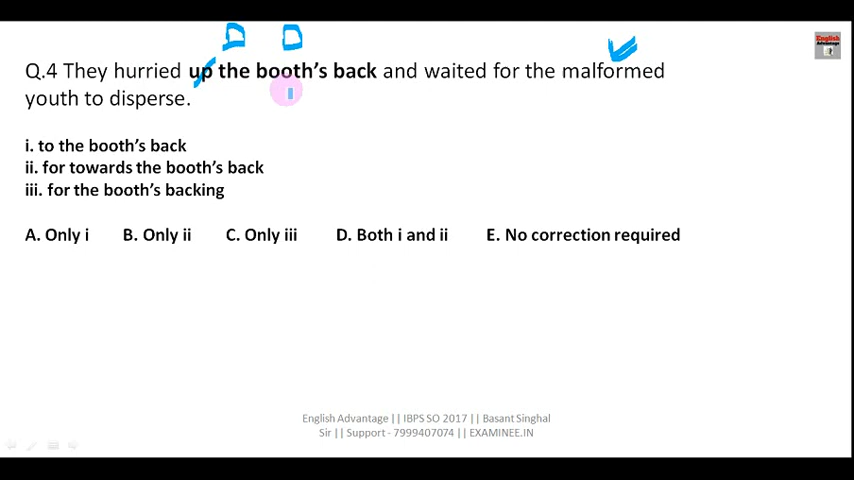 English
Advantage
Q.4 They hurried up the booth's back and waited for the malformed
youth to disperse.
i. to the booth's back
ii. for towards the booth's back
iii. for the booth's backing
A. Only i B. Only ii C. Only iii D. Both i and ii E. No correction required
English Advantage || IBPS SO 2017 || Basant Singhal
Sir || Support - 7999407074 || EXAMINEE.IN